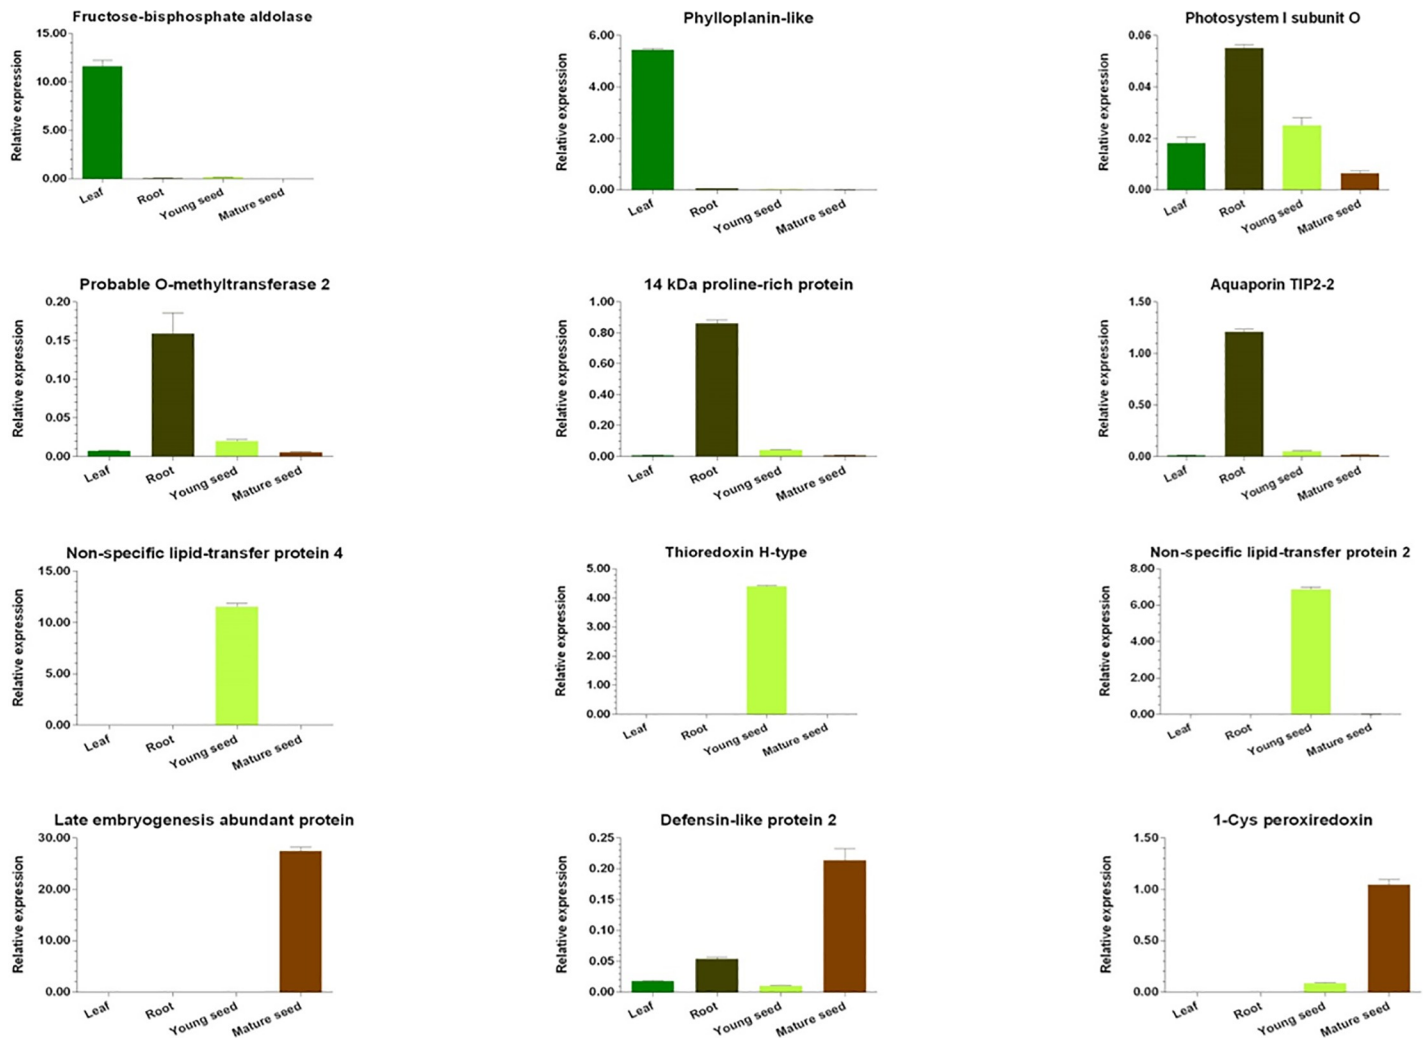 Fructose-bisphosphate aldolase
Relative expression
15.00
10.00
5.00
0.00
Leaf
Root
Young seed
Mature seed
Phylloplanin-like
Relative expression
6.00
4.00
2.00
0.00
Leaf
Root
Young seed
Mature seed
Photosystem I subunit O
Relative expression
0.06
0.04
0.02
0.00
Leaf
Root
Young seed
Mature seed
Probable O-methyltransferase 2
Relative expression
0.20
0.15
0.10
0.05
0.00
Leaf
Root
Young seed
Mature seed
14 kDa proline-rich protein
Relative expression
1.00
0.80
0.60
0.40
0.20
0.00
Leaf
Root
Young seed
Mature seed
Aquaporin TIP2-2
Relative expression
1.50
1.00
0.50
0.00
Leaf
Root
Young seed
Mature seed
Non-specific lipid-transfer protein 4
Relative expression
15.00
10.00
5.00
0.00
Leaf
Root
Young seed
Mature seed
Thioredoxin H-type
Relative expression
5.00
4.00
3.00
2.00
1.00
0.00
Leaf
Root
Young seed
Mature seed
Non-specific lipid-transfer protein 2
Relative expression
8.00
6.00
4.00
2.00
0.00
Leaf
Root
Young seed
Mature seed
Late embryogenesis abundant protein
Relative expression
30.00
20.00
10.00
0.00
Leaf
Root
Young seed
Mature seed
Defensin-like protein 2
Relative expression
0.25
0.20
0.15
0.10
0.05
0.00
Leaf
Root
Young seed
Mature seed
1-Cys peroxiredoxin
Relative expression
1.50
1.00
0.50
0.00
Leaf
Root
Young seed
Mature seed